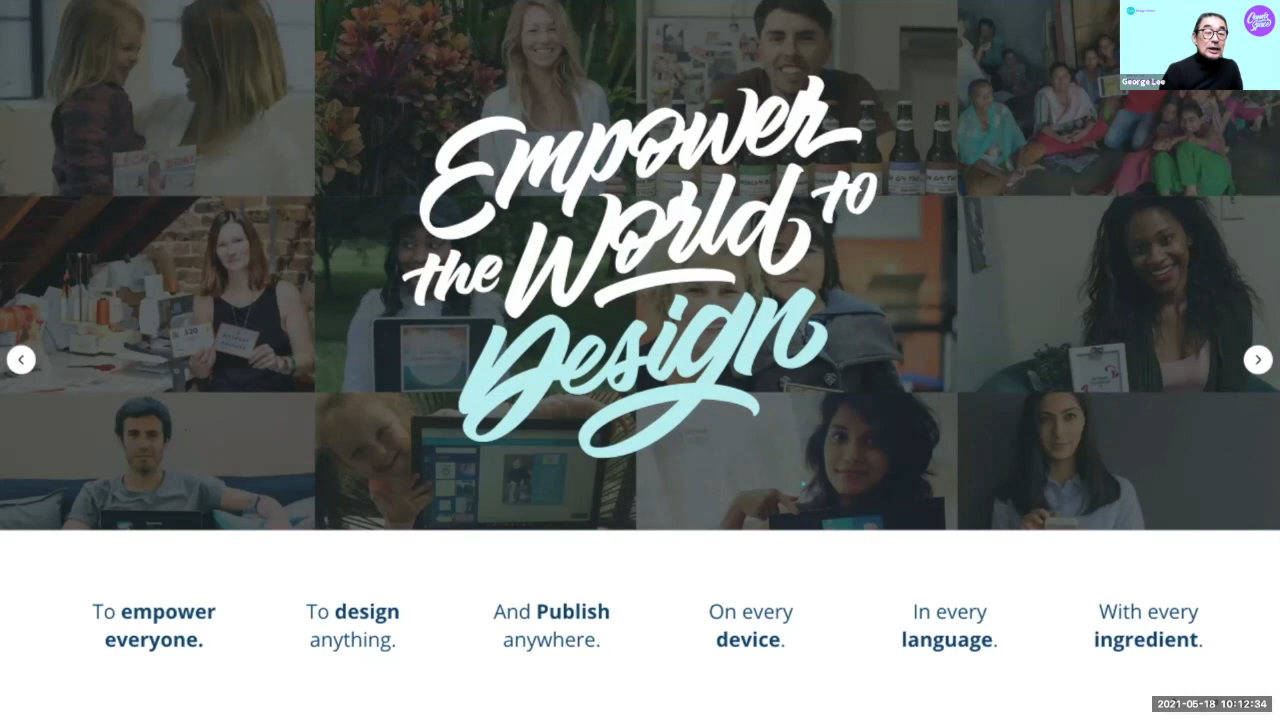 Empower
the World to
Design
George Lee
To empower
everyone.
To design
anything.
And Publish
anywhere.
On every
device.
In every
language.
With every
ingredient.
2021-05-18 10:12:34